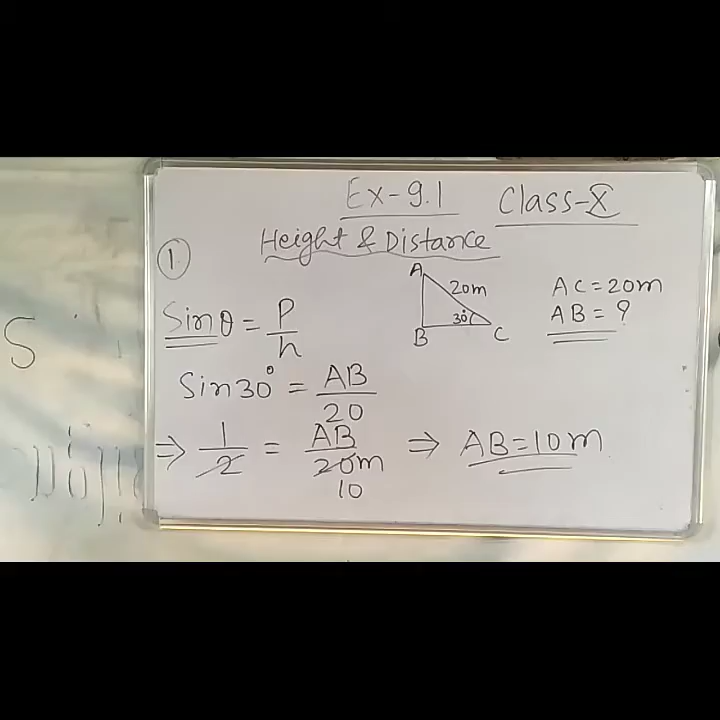 Ex-9.1 Class-X
Height & Distance
1.
A
20m
30°
B
C
AC=20m
AB=?
Sinθ = P/h
Sin30° = AB/20
⇒ 1/2 = AB/20m ⇒ AB=10m
10
S